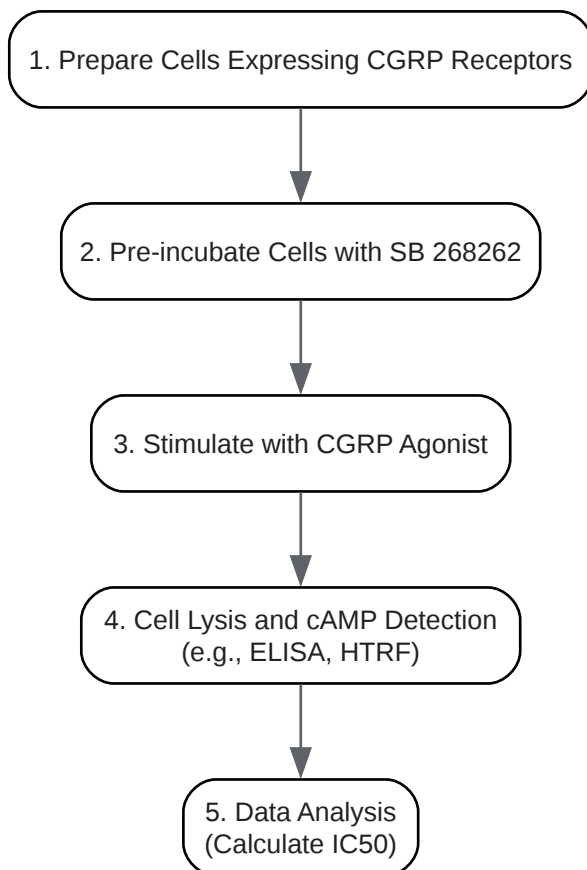 1. Prepare Cells Expressing CGRP Receptors
2. Pre-incubate Cells with SB 268262
3. Stimulate with CGRP Agonist
4. Cell Lysis and cAMP Detection
(e.g., ELISA, HTRF)
5. Data Analysis
(Calculate IC50)